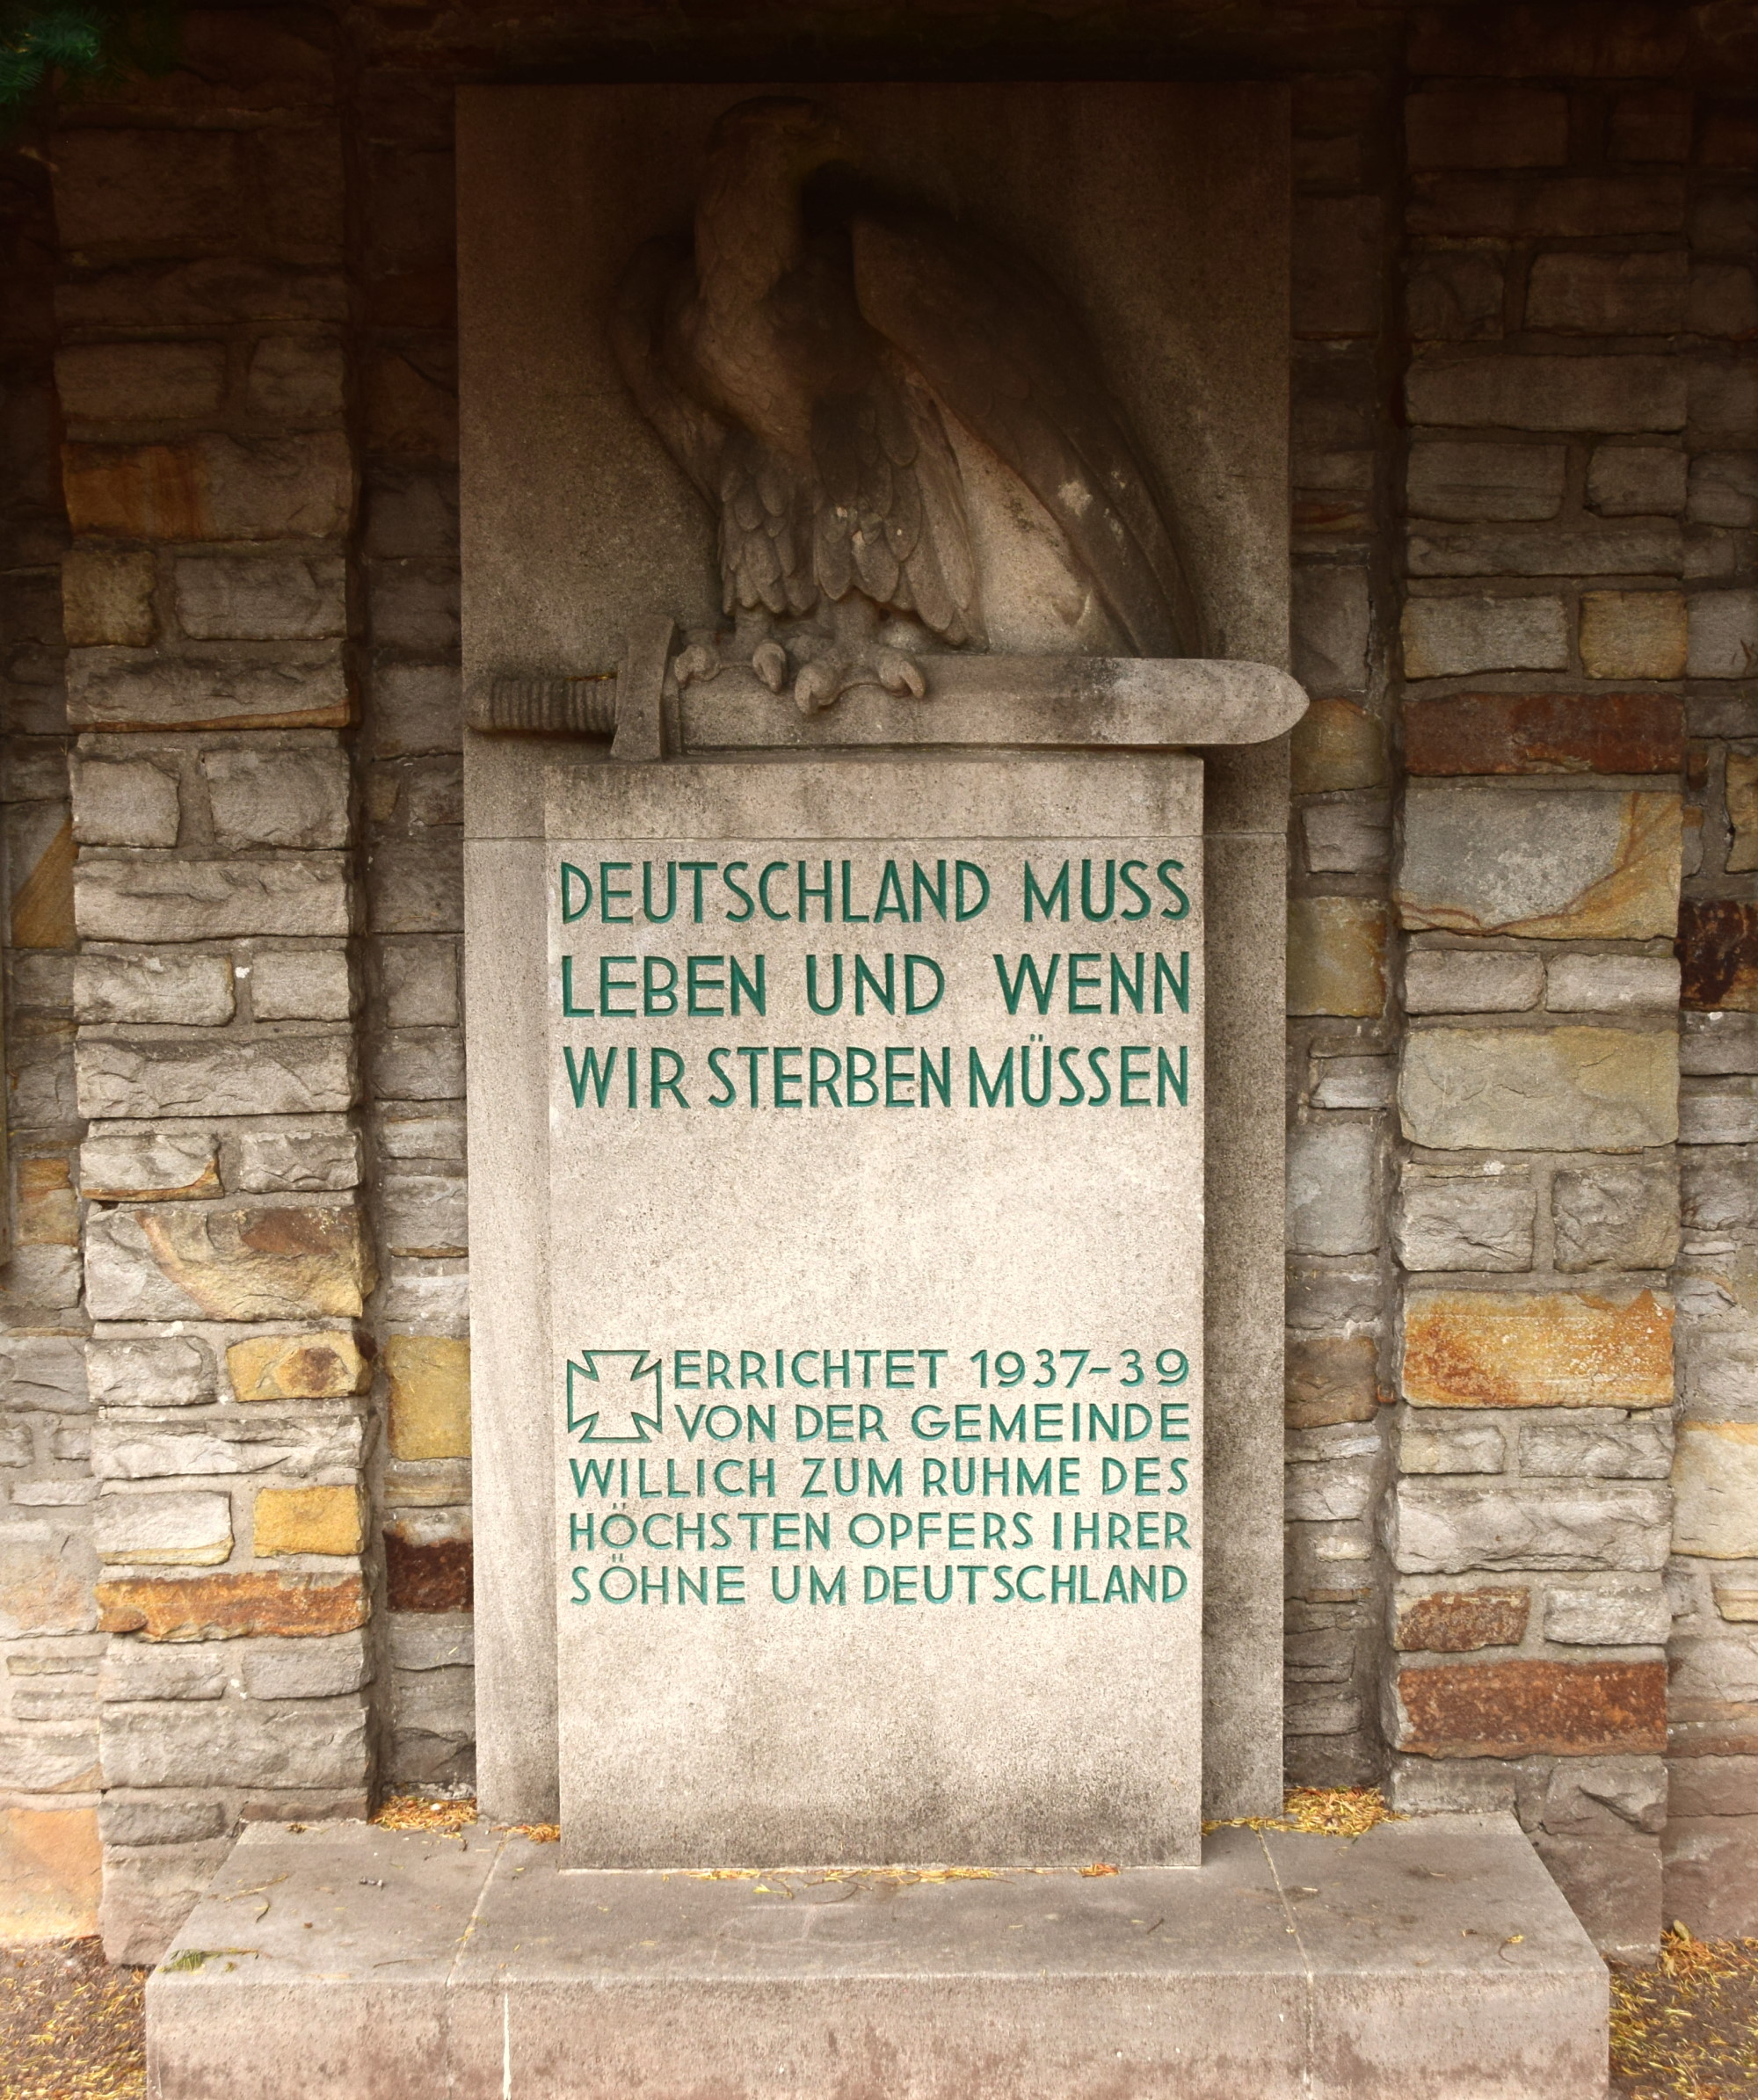 DEUTSCHLAND MUSS
LEBEN UND WENN
WIR STERBEN MÜSSEN
ERRICHTET 1937-39
VON DER GEMEINDE
WILLICH ZUM RUHME DES
HÖCHSTEN OPFERS IHRER
SÖHNE UM DEUTSCHLAND